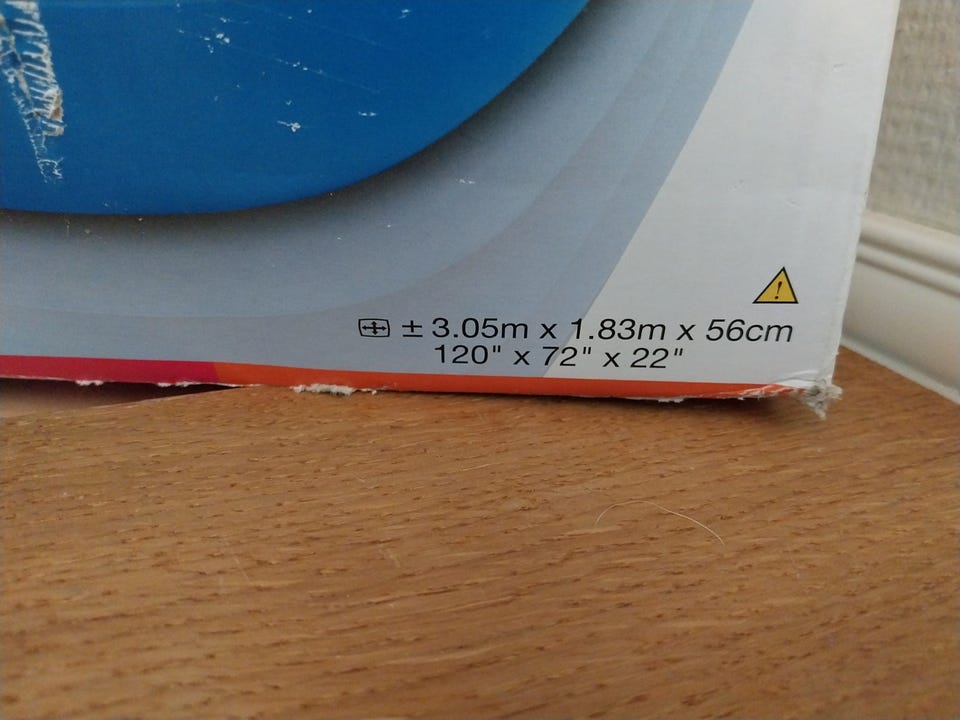 ± 3.05m x 1.83m x 56cm
120" x 72" x 22"